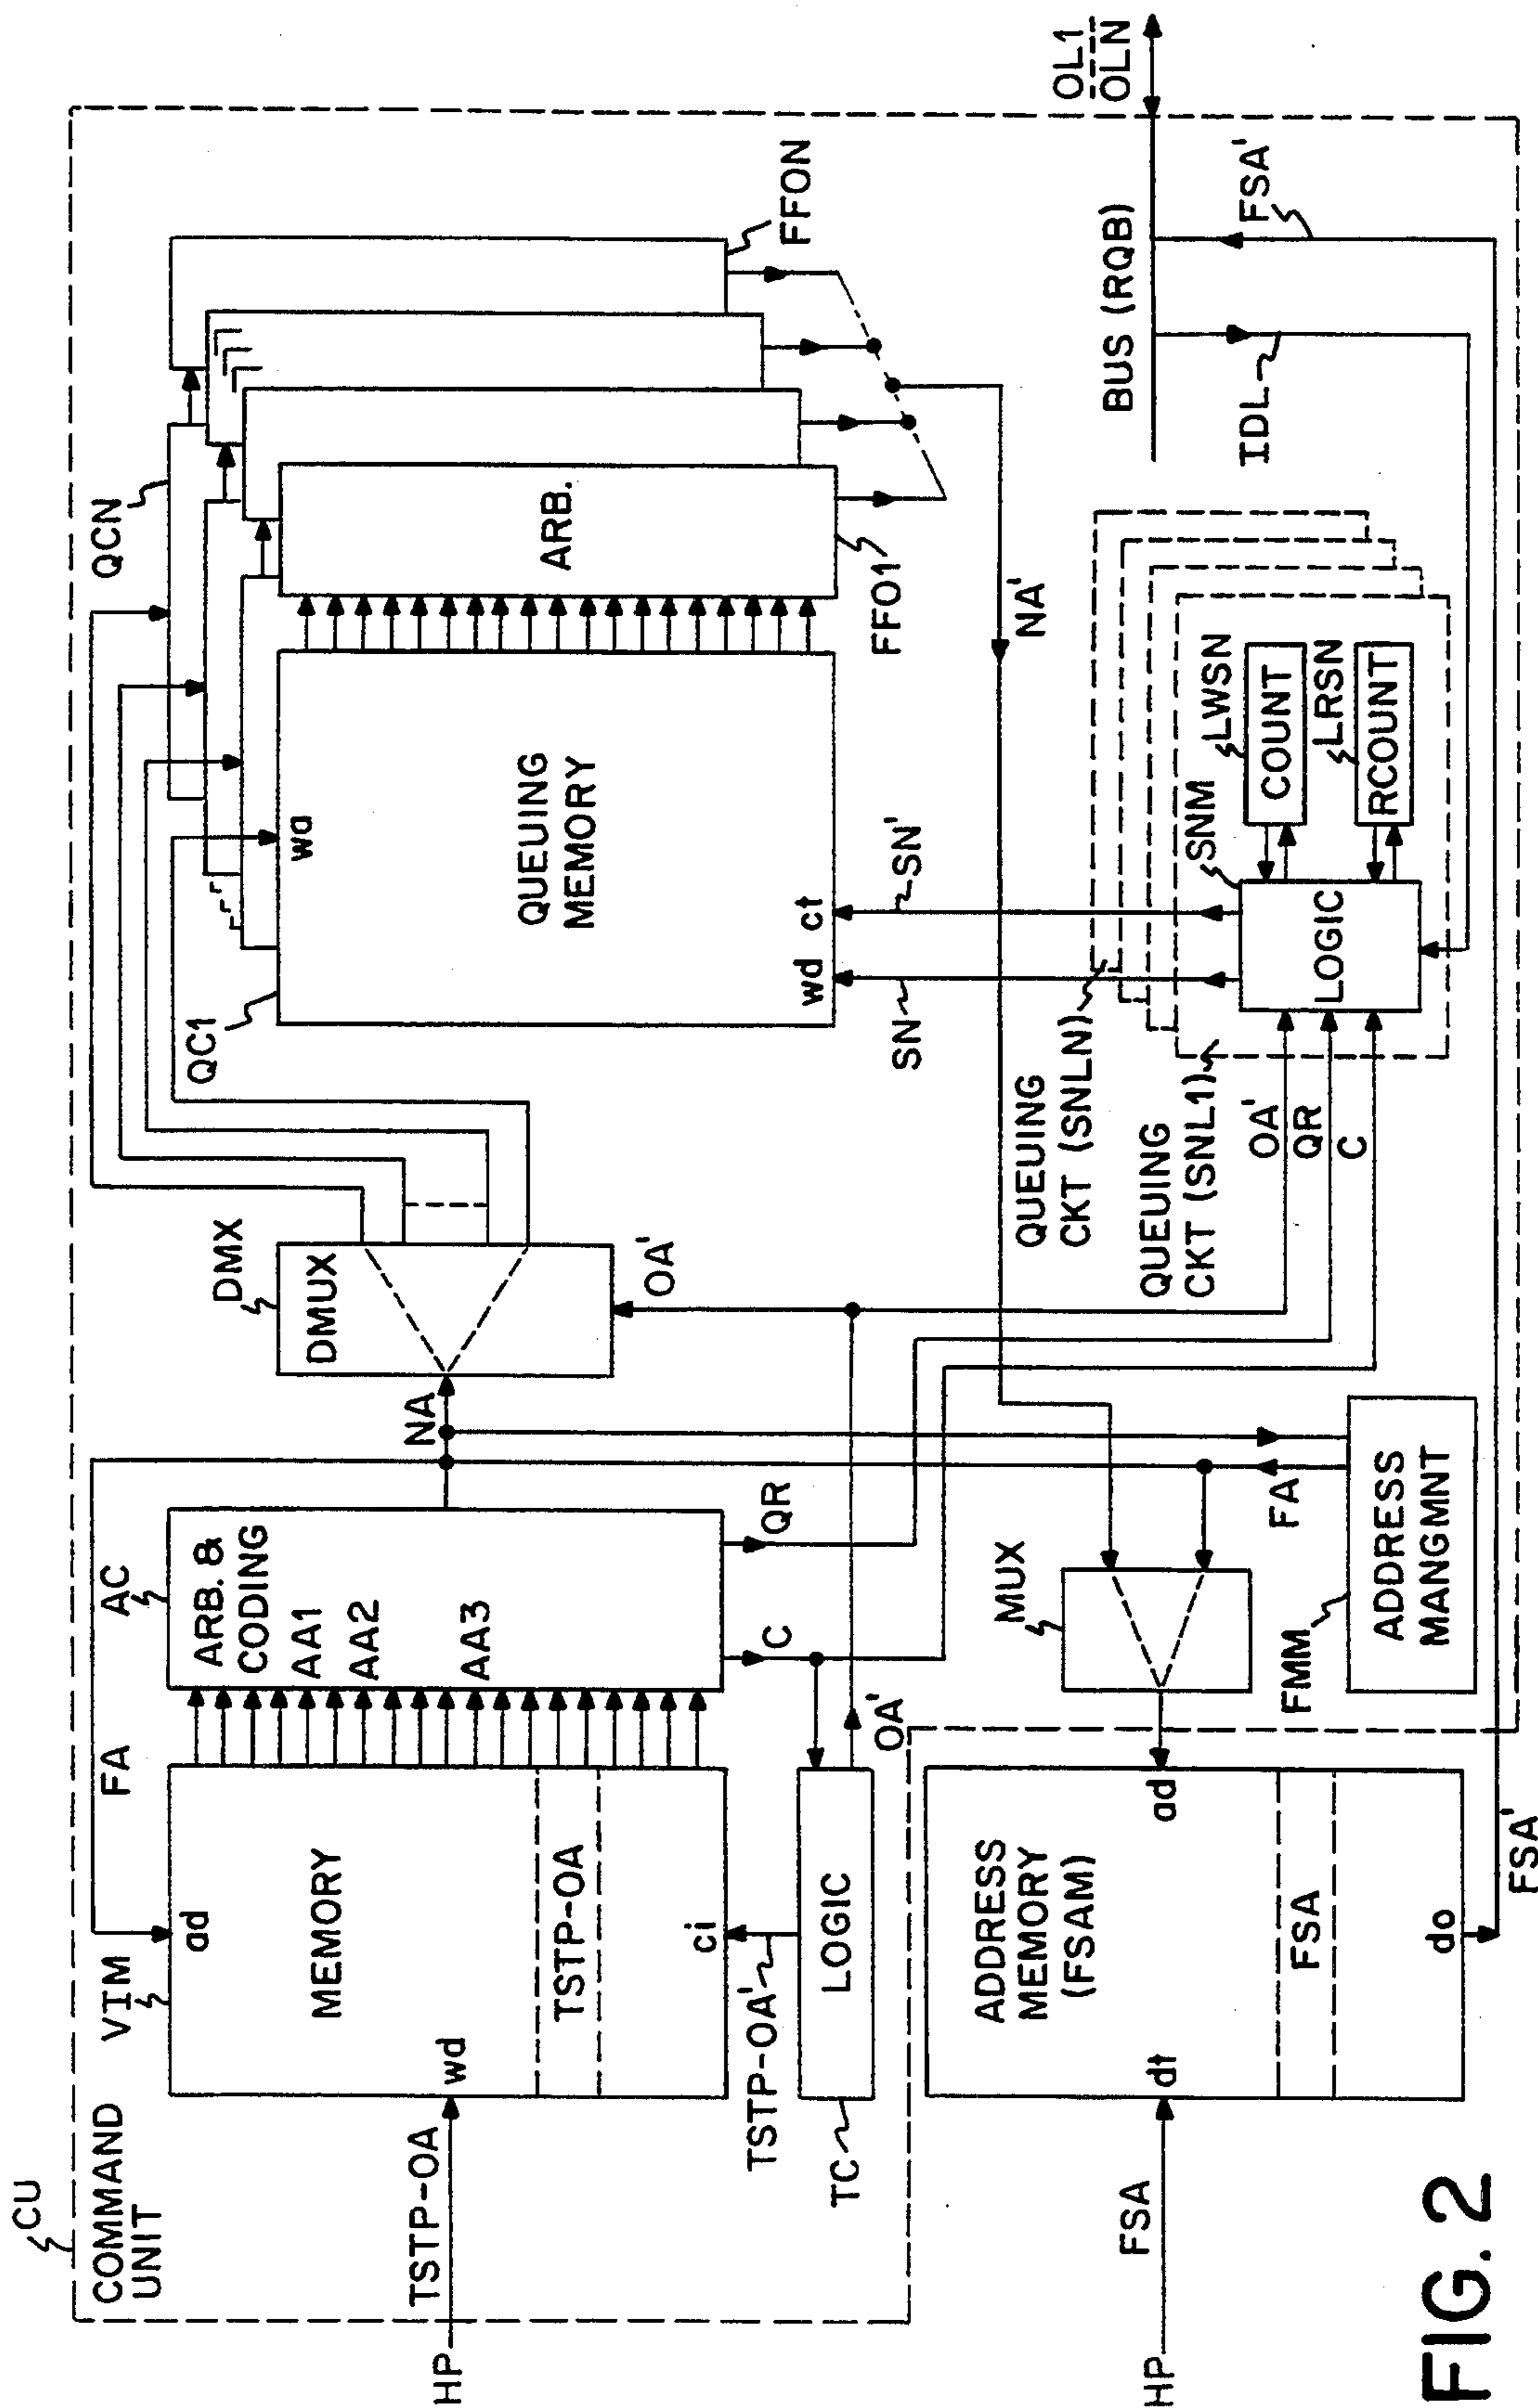 CU
COMMAND
UNIT
VIM
FA
AC
DMX
QCN
ad
MEMORY
wd
TSTP-OA
ci
ARB. &
CODING
AA1
AA2
AA3
NA
DMUX
QC1
wa
QUEUING
MEMORY
wd
ct
ARB.
FFO1
FFON
HP
TSTP-OA
TSTP-OA'
TC
LOGIC
OA'
C
QR
OA'
SN
SN'
NA'
QUEUING
CKT (SNLN)
QUEUING
CKT (SNL1)
OA'
QR
C
SNM
LOGIC
LWSN
COUNT
LRSN
RCOUNT
BUS (RQB)
IDL
FSA'
OL1
OLN
MUX
FA
FMM
ADDRESS
MANGMNT
HP
FSA
ADDRESS
MEMORY
(FSAM)
ad
dt
FSA
do
FSA'
FIG. 2